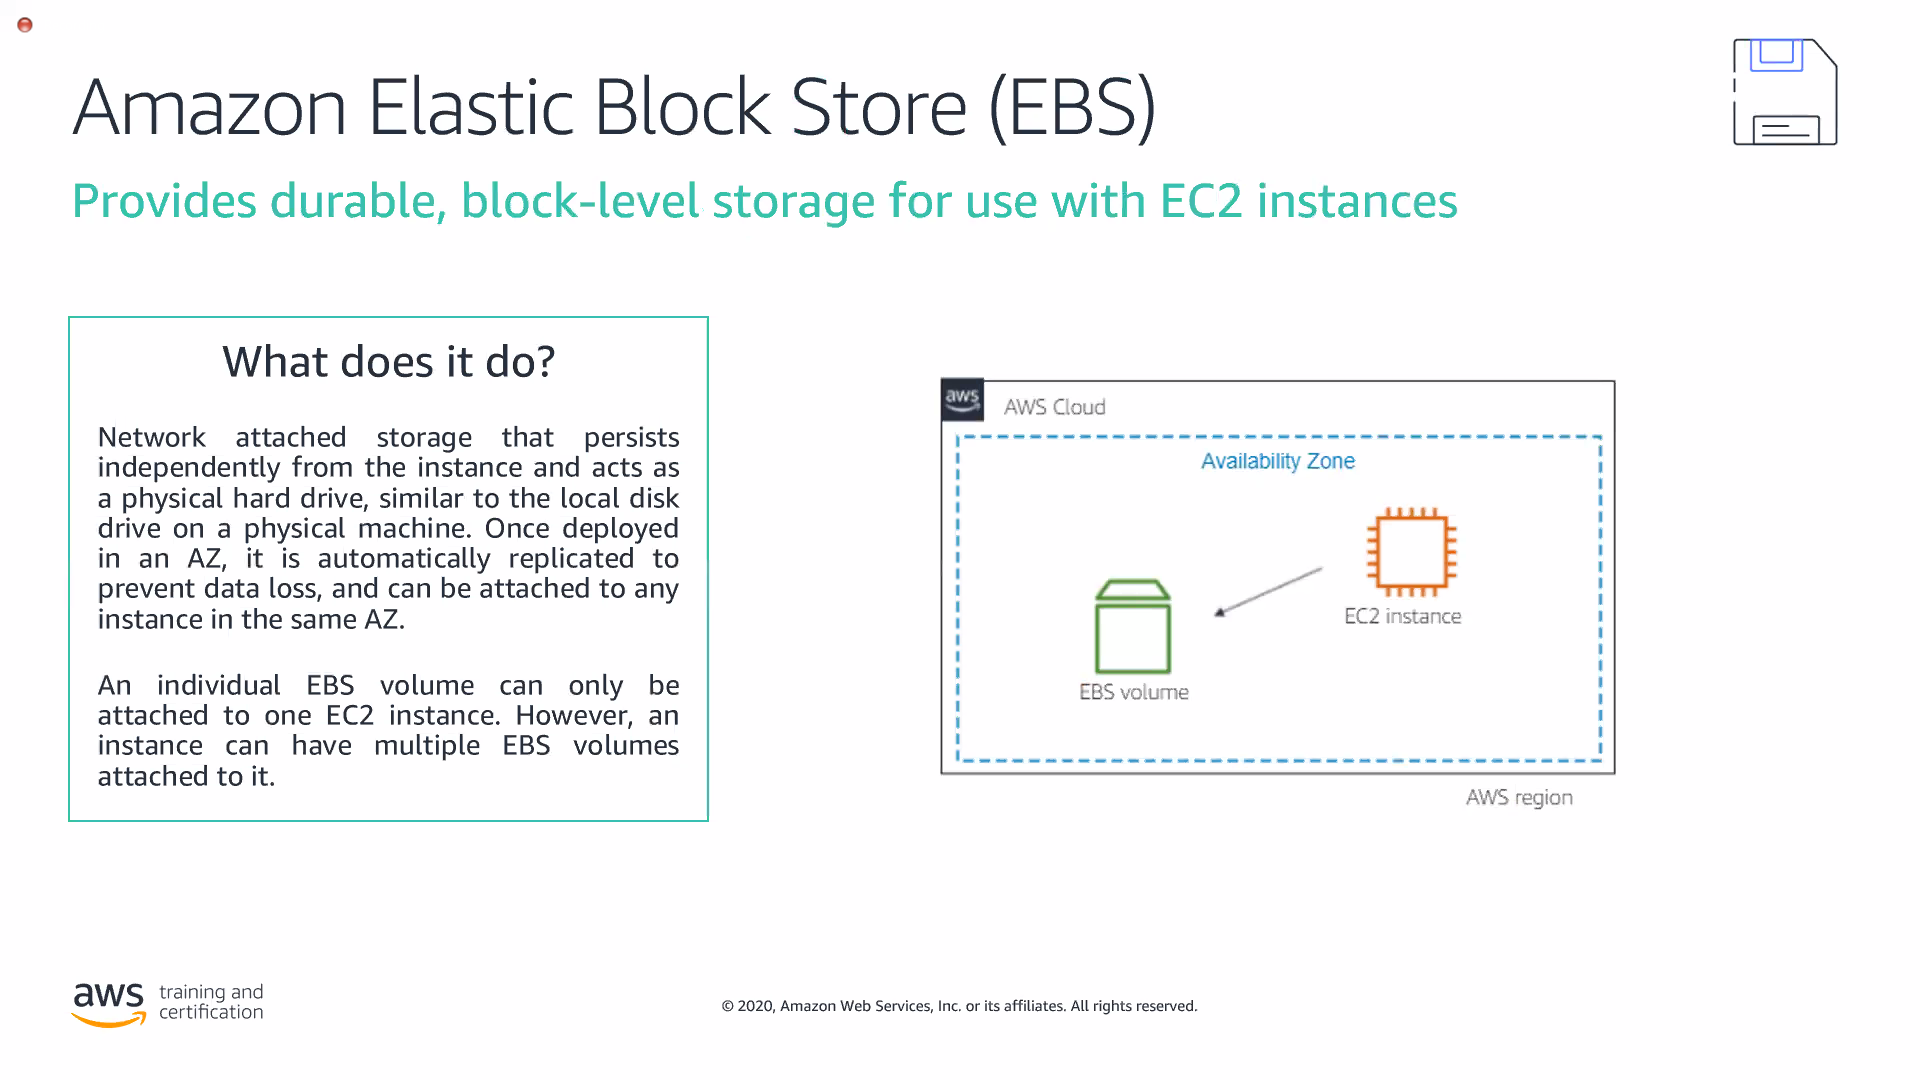 Amazon Elastic Block Store (EBS)
Provides durable, block-level storage for use with EC2 instances
What does it do?
Network attached storage that persists
independently from the instance and acts as
a physical hard drive, similar to the local disk
drive on a physical machine. Once deployed
in an AZ, it is automatically replicated to
prevent data loss, and can be attached to any
instance in the same AZ.
An individual EBS volume can only be
attached to one EC2 instance. However, an
instance can have multiple EBS volumes
attached to it.
aws
AWS Cloud
Availability Zone
EC2 instance
EBS volume
AWS region
aws
training and
certification
© 2020, Amazon Web Services, Inc. or its affiliates. All rights reserved.